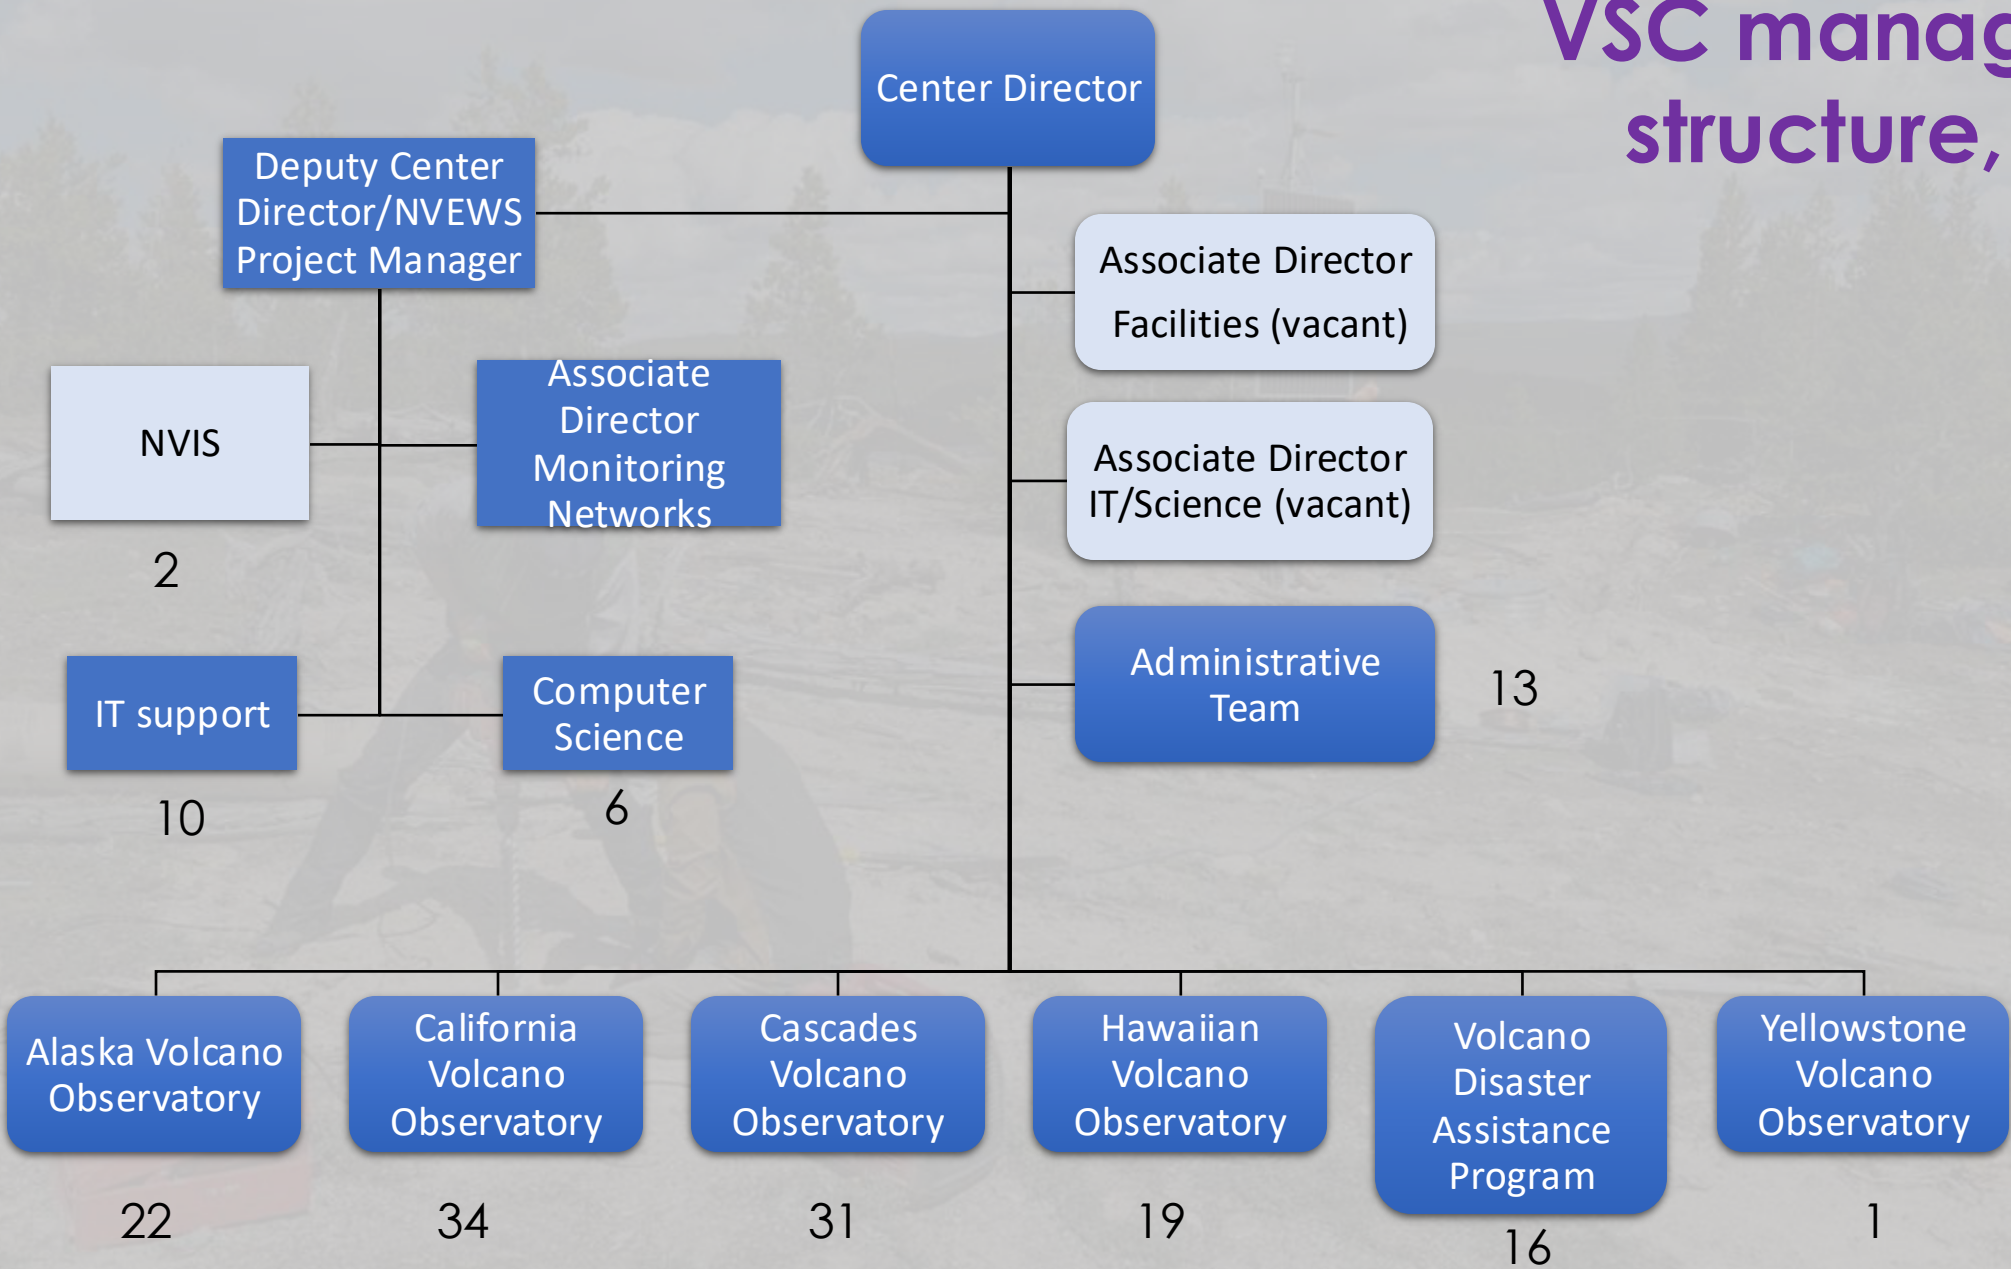 VSC manag
structure,
Center Director
Deputy Center
Director/NVEWS
Project Manager
Associate Director
Facilities (vacant)
NVIS
2
Associate
Director
Monitoring
Networks
Associate Director
IT/Science (vacant)
IT support
10
Computer
Science
6
Administrative
Team
13
Alaska Volcano
Observatory
22
California
Volcano
Observatory
34
Cascades
Volcano
Observatory
31
Hawaiian
Volcano
Observatory
19
Volcano
Disaster
Assistance
Program
16
Yellowstone
Volcano
Observatory
1